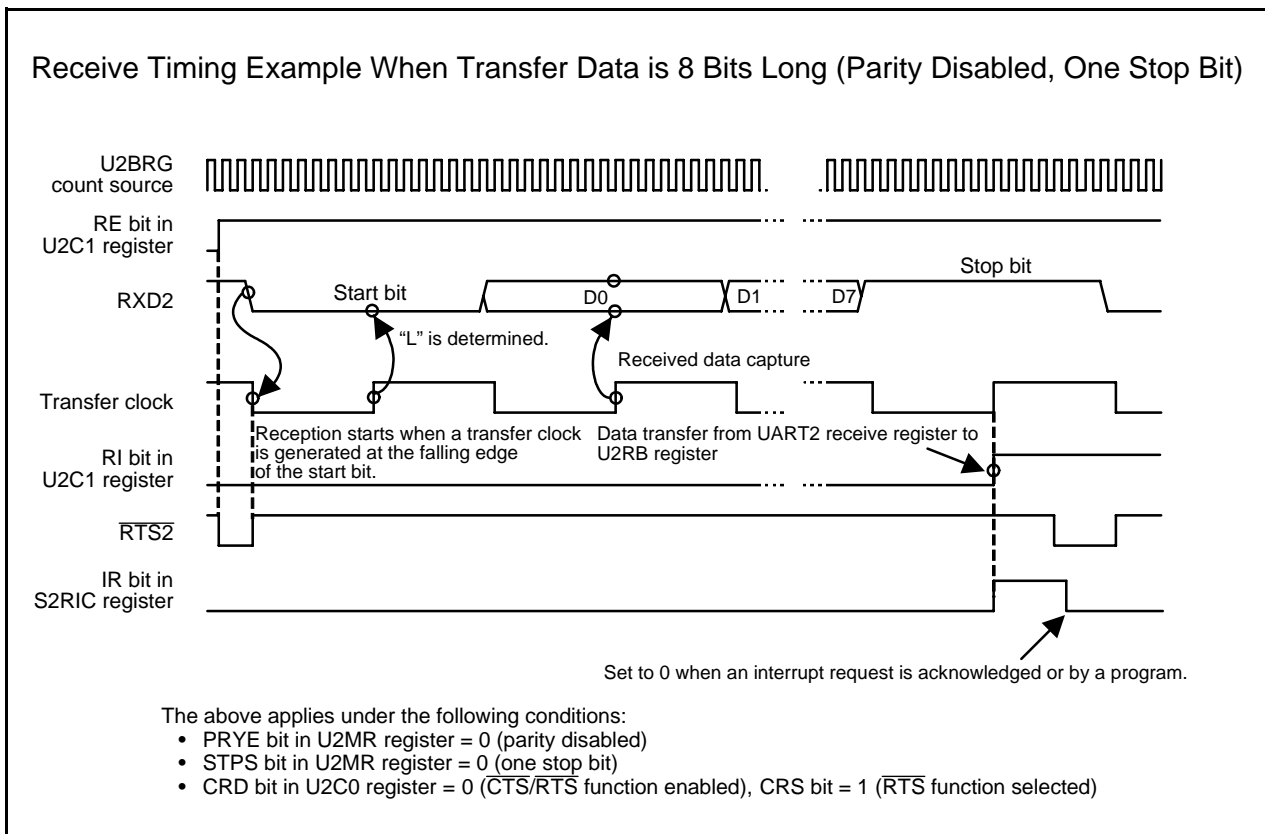 Receive Timing Example When Transfer Data is 8 Bits Long (Parity Disabled, One Stop Bit)
U2BRG
count source
RE bit in
U2C1 register
RXD2
Start bit
D0
D1
D7
Stop bit
“L” is determined.
Received data capture
Transfer clock
Reception starts when a transfer clock
is generated at the falling edge
of the start bit.
Data transfer from UART2 receive register to
U2RB register
RI bit in
U2C1 register
RTS2
IR bit in
S2RIC register
Set to 0 when an interrupt request is acknowledged or by a program.
The above applies under the following conditions:
• PRYE bit in U2MR register = 0 (parity disabled)
• STPS bit in U2MR register = 0 (one stop bit)
• CRD bit in U2C0 register = 0 (CTS/RTS function enabled), CRS bit = 1 (RTS function selected)